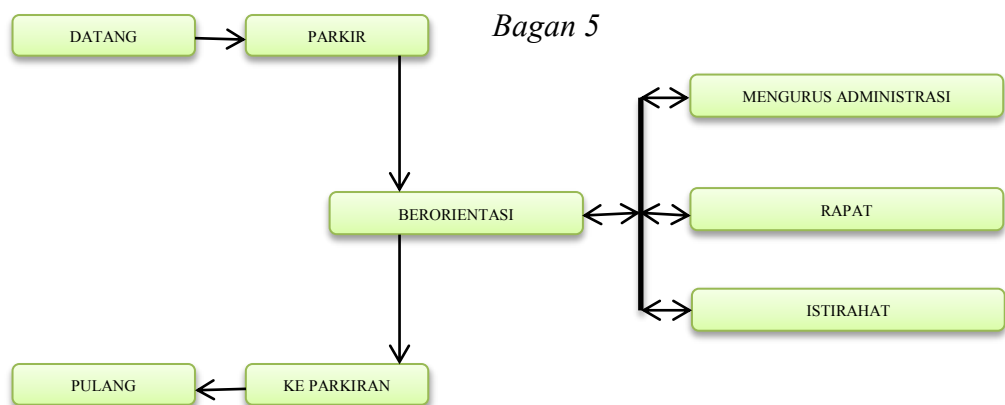 Bagan 5
DATANG
PARKIR
MENGURUS ADMINISTRASI
BERORIENTASI
RAPAT
ISTIRAHAT
PULANG
KE PARKIRAN